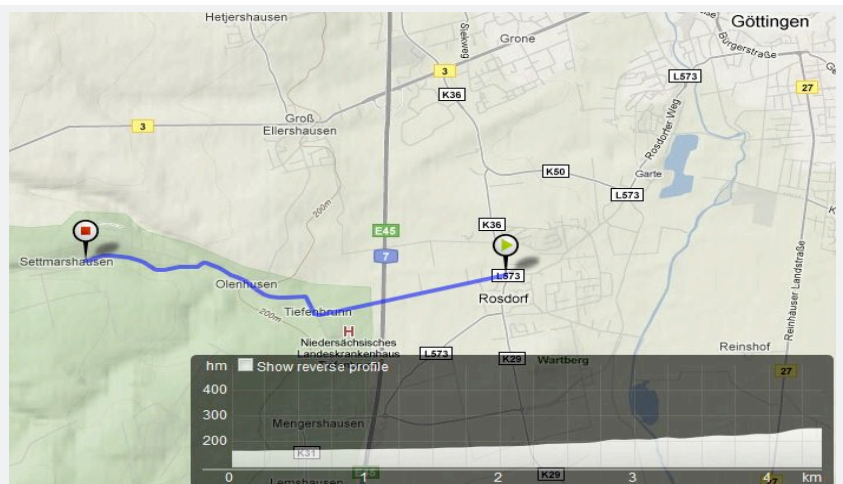 Hetjershausen
Göttingen
Siekweg
Grone
Bürgerstraße
3
L573
27
K36
Groß
Ellershausen
3
Rosdorfer Weg
K50
Garte
L573
200m
K36
E45
7
Settmarshausen
L573
Olenhusen
Rosdorf
200m
Tiefenbrunn
Reinhäuser Landstraße
H
Niedersächsisches
Landeskrankenhaus
L573
K29
Wartberg
Reinshof
27
hm
Show reverse profile
400
300
200
Mengershausen
K31
0
1
2
3
4
km
Lemshausen
K29